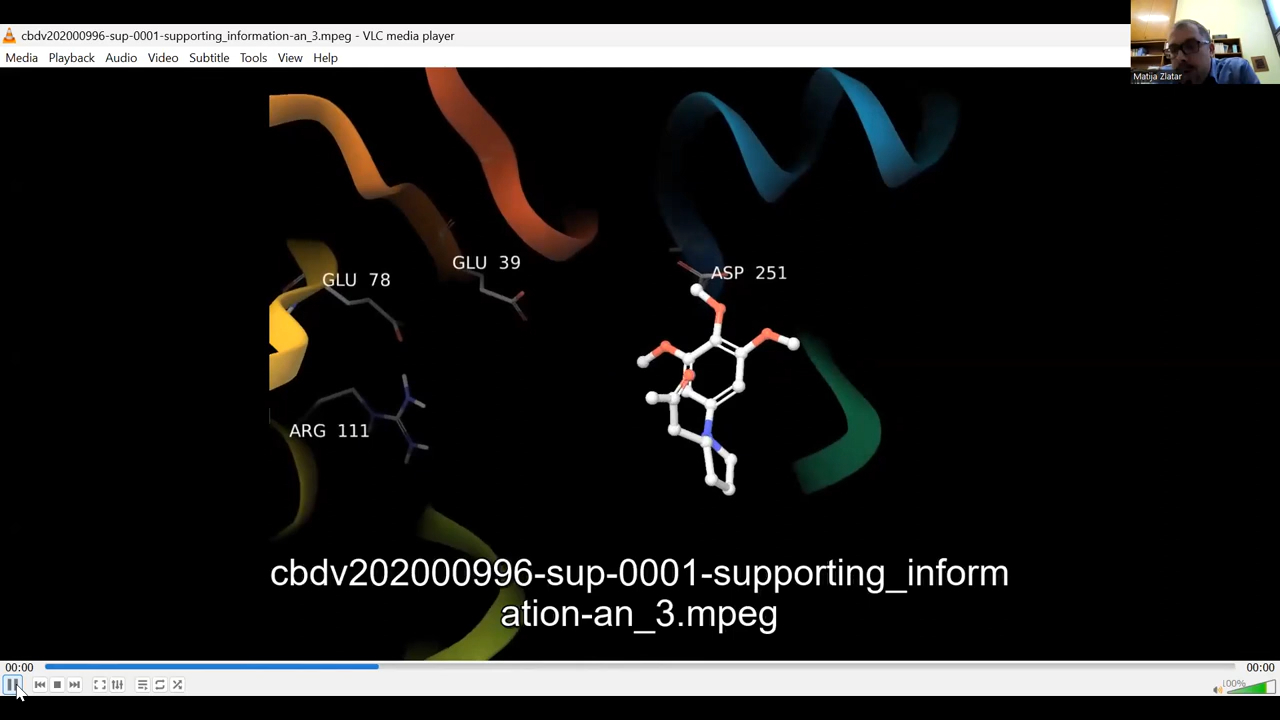 cbdv202000996-sup-0001-supporting_information-an_3.mpeg - VLC media player
Media Playback Audio Video Subtitle Tools View Help
Matija Zlatar
GLU 39
ASP 251
GLU 78
ARG 111
cbdv202000996-sup-0001-supporting_inform
ation-an_3.mpeg
00:00 00:00
100%